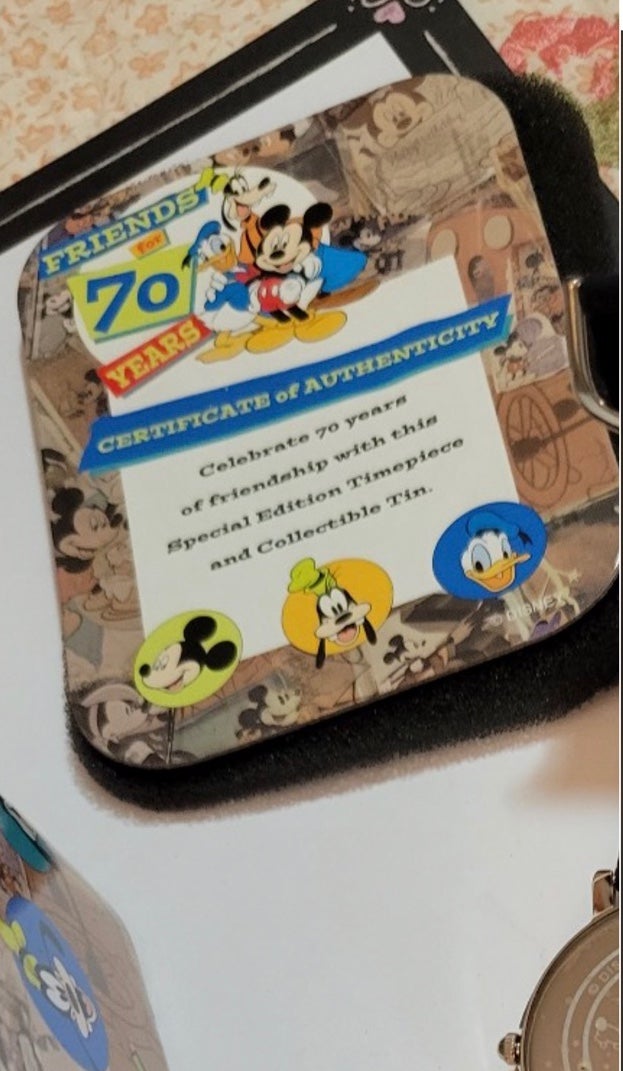 FRIENDS
for
70
YEARS
CERTIFICATE of AUTHENTICITY
Celebrate 70 years
of friendship with this
Special Edition Timepiece
and Collectible Tin.
© DISNEY
© DIS